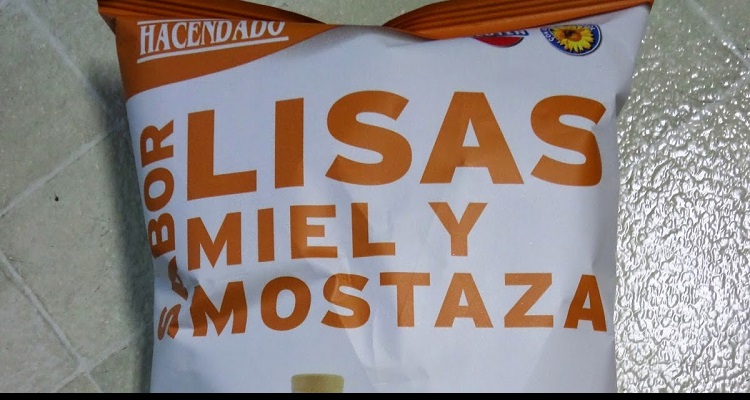 HACENDADO
LISAS
SABOR
MIEL Y
MOSTAZA